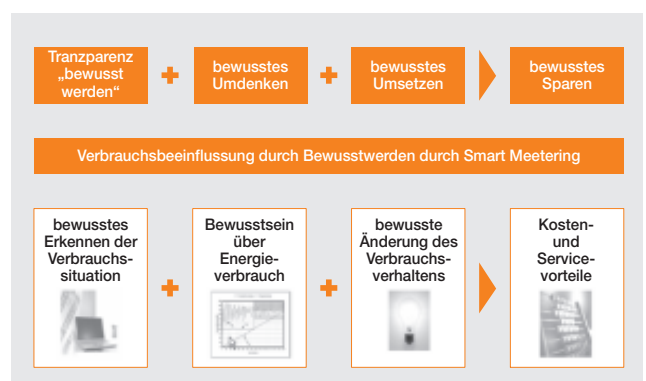 Tranzparenz
„bewusst
werden“
bewusstes
Umdenken
bewusstes
Umsetzen
bewusstes
Sparen
Verbrauchsbeeinflussung durch Bewusstwerden durch Smart Meetering
bewusstes
Erkennen der
Verbrauchs-
situation
Bewusstsein
über
Energie-
verbrauch
bewusste
Änderung des
Verbrauchs-
verhaltens
Kosten-
und
Service-
vorteile